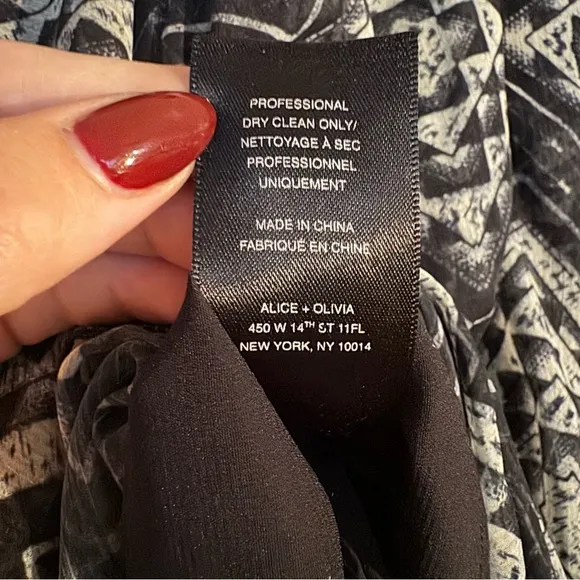 PROFESSIONAL
DRY CLEAN ONLY/
NETTOYAGE À SEC
PROFESSIONNEL
UNIQUEMENT
MADE IN CHINA
FABRIQUÉ EN CHINE
ALICE + OLIVIA
450 W 14TH ST 11FL
NEW YORK, NY 10014